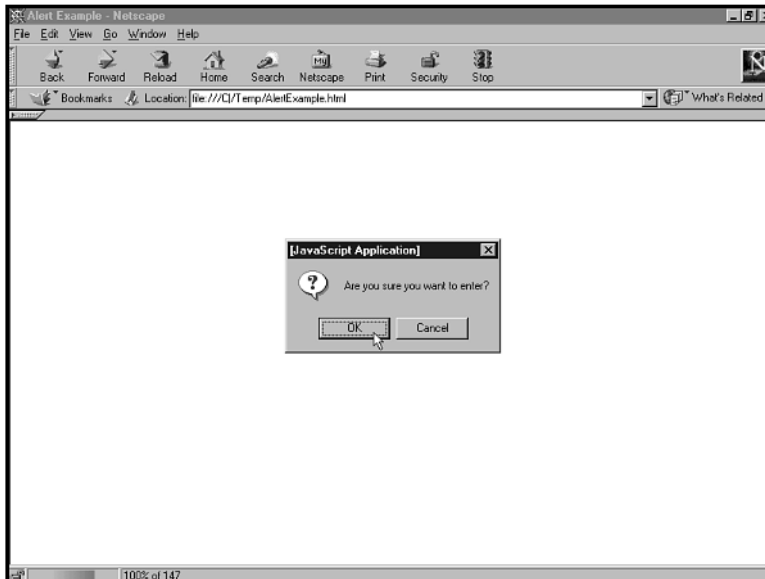 Alert Example - Netscape
File Edit View Go Window Help
Back Forward Reload Home Search Netscape Print Security Stop
My
N
Bookmarks Location: file:///C|/Temp/AlertExample.html What's Related
[JavaScript Application]
Are you sure you want to enter?
OK Cancel
100% of 147